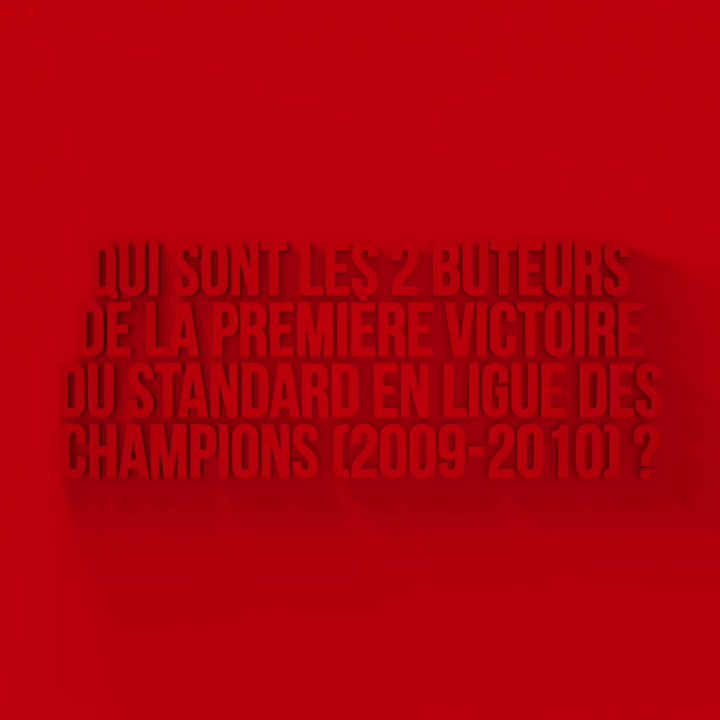 QUI SONT LES 2 BUTEURS
DE LA PREMIÈRE VICTOIRE
DU STANDARD EN LIGUE DES
CHAMPIONS (2009-2010) ?